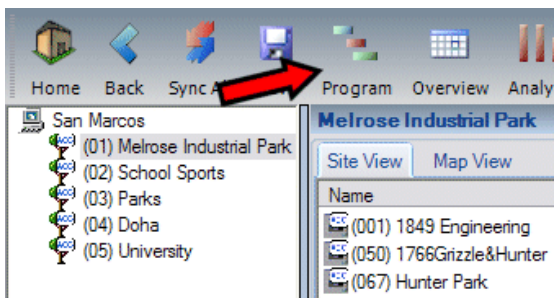 Home Back Sync A Program Overview Analy
San Marcos
(01) Melrose Industrial Park
(02) School Sports
(03) Parks
(04) Doha
(05) University
Melrose Industrial Park
Site View Map View
Name
(001) 1849 Engineering
(050) 1766Grizzle&Hunter
(067) Hunter Park